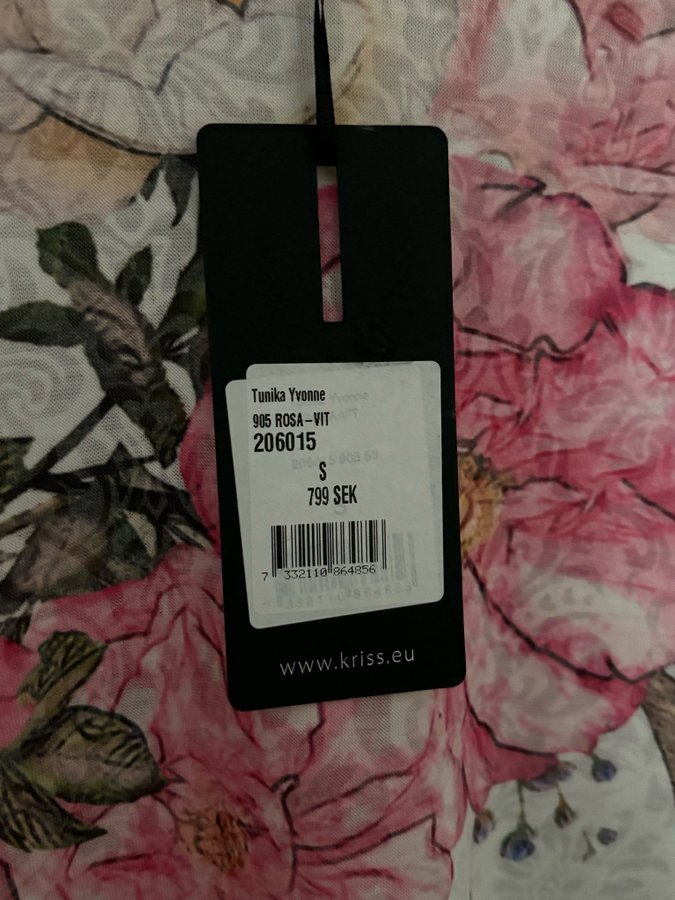 Tunika Yvonne
905 ROSA-VIT
206015
S
799 SEK
7 332110 864856
www.kriss.eu